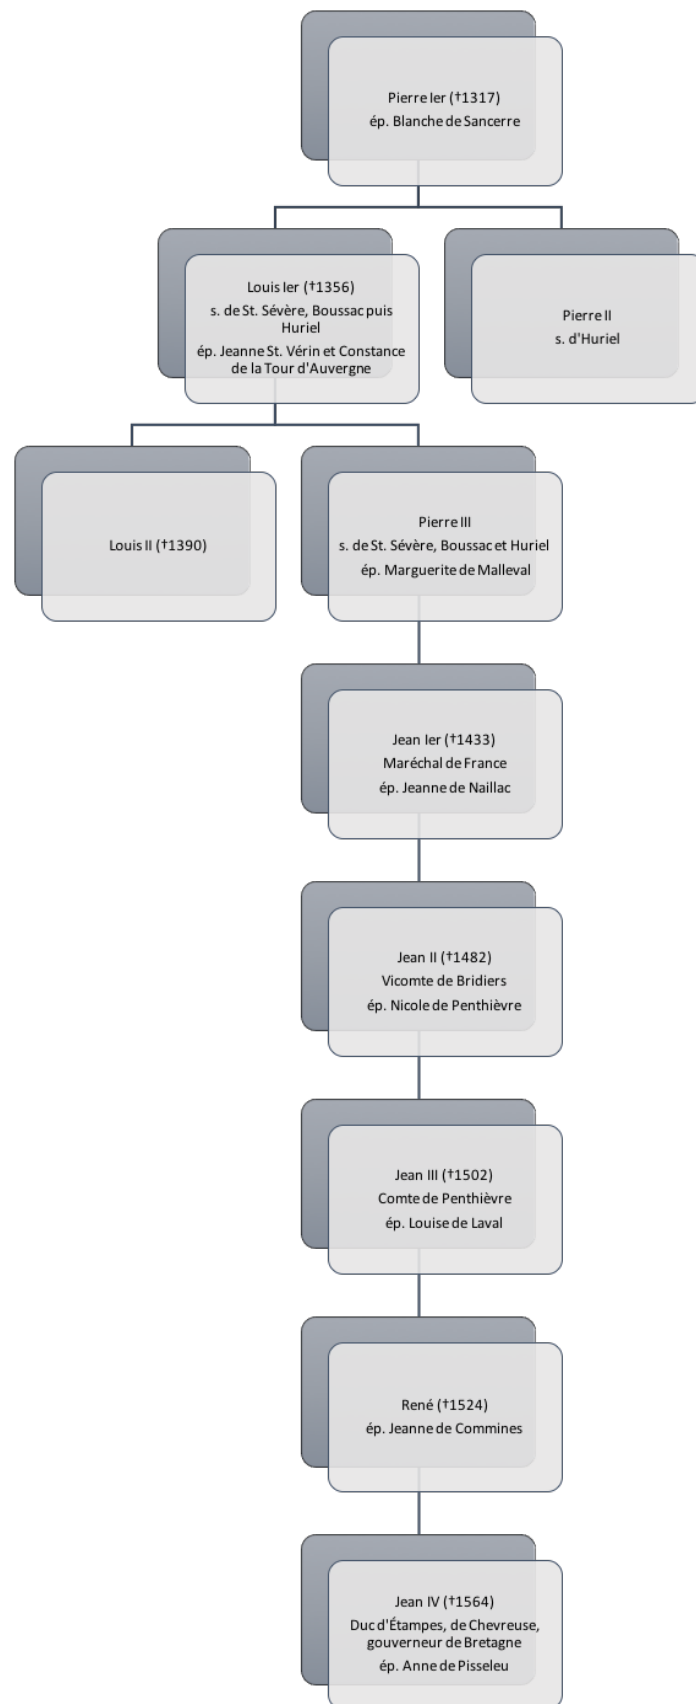 Pierre Ier (†1317)
ép. Blanche de Sancerre
Louis Ier (†1356)
s. de St. Sévère, Boussac puis
Huriel
ép. Jeanne St. Vérin et Constance
de la Tour d'Auvergne
Pierre II
s. d'Huriel
Louis II (†1390)
Pierre III
s. de St. Sévère, Boussac et Huriel
ép. Marguerite de Malleval
Jean Ier (†1433)
Maréchal de France
ép. Jeanne de Naillac
Jean II (†1482)
Vicomte de Bridiers
ép. Nicole de Penthièvre
Jean III (†1502)
Comte de Penthièvre
ép. Louise de Laval
René (†1524)
ép. Jeanne de Commines
Jean IV (†1564)
Duc d'Étampes, de Chevreuse,
gouverneur de Bretagne
ép. Anne de Pisseleu